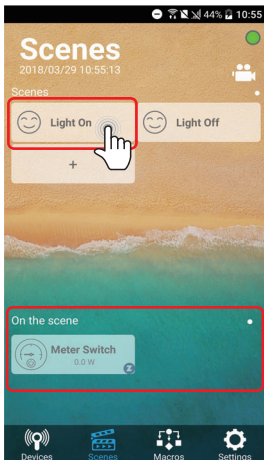 44% 10:55
Scenes
2018/03/29 10:55:13
Scenes
Light On
Light Off
+
On the scene
Meter Switch
0.0 W
Z
Devices Scenes Macros Settings